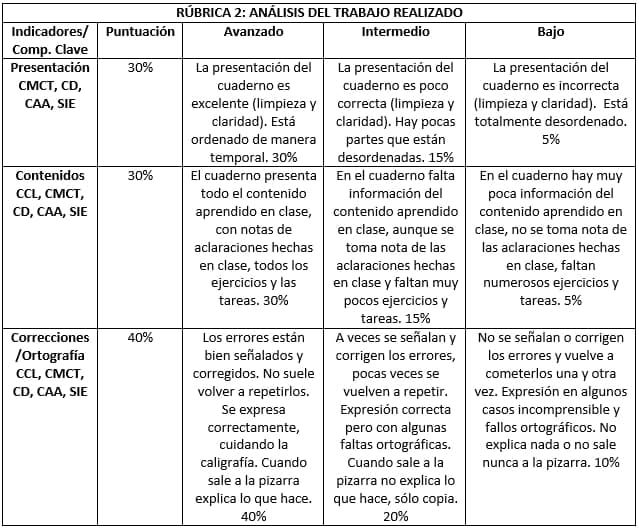 RÚBRICA 2: ANÁLISIS DEL TRABAJO REALIZADO
Indicadores/
Comp. Clave
Puntuación
Avanzado
Intermedio
Bajo
Presentación
CMCT, CD,
CAA, SIE
30%
La presentación del
cuaderno es
excelente (limpieza y
claridad). Está
ordenado de manera
temporal. 30%
La presentación del
cuaderno es poco
correcta (limpieza y
claridad). Hay pocas
partes que están
desordenadas. 15%
La presentación del
cuaderno es incorrecta
(limpieza y claridad). Está
totalmente desordenado.
5%
Contenidos
CCL, CMCT,
CD, CAA, SIE
30%
El cuaderno presenta
todo el contenido
aprendido en clase,
con notas de
aclaraciones hechas
en clase, todos los
ejercicios y las
tareas. 30%
En el cuaderno falta
información del
contenido aprendido
en clase, aunque se
toma nota de las
aclaraciones hechas
en clase y faltan muy
pocos ejercicios y
tareas. 15%
En el cuaderno hay muy
poca información del
contenido aprendido en
clase, no se toma nota de
las aclaraciones hechas
en clase, faltan
numerosos ejercicios y
tareas. 5%
Correcciones
/Ortografía
CCL, CMCT,
CD, CAA, SIE
40%
Los errores están
bien señalados y
corregidos. No suele
volver a repetirlos.
Se expresa
correctamente,
cuidando la
caligrafía. Cuando
sale a la pizarra
explica lo que hace.
40%
A veces se señalan y
corrigen los errores,
pocas veces se
vuelven a repetir.
Expresión correcta
pero con algunas
faltas ortográficas.
Cuando sale a la
pizarra no explica lo
que hace, sólo copia.
20%
No se señalan o corrigen
los errores y vuelve a
cometerlos una y otra
vez. Expresión en algunos
casos incomprensible y
fallos ortográficos. No
explica nada o no sale
nunca a la pizarra. 10%